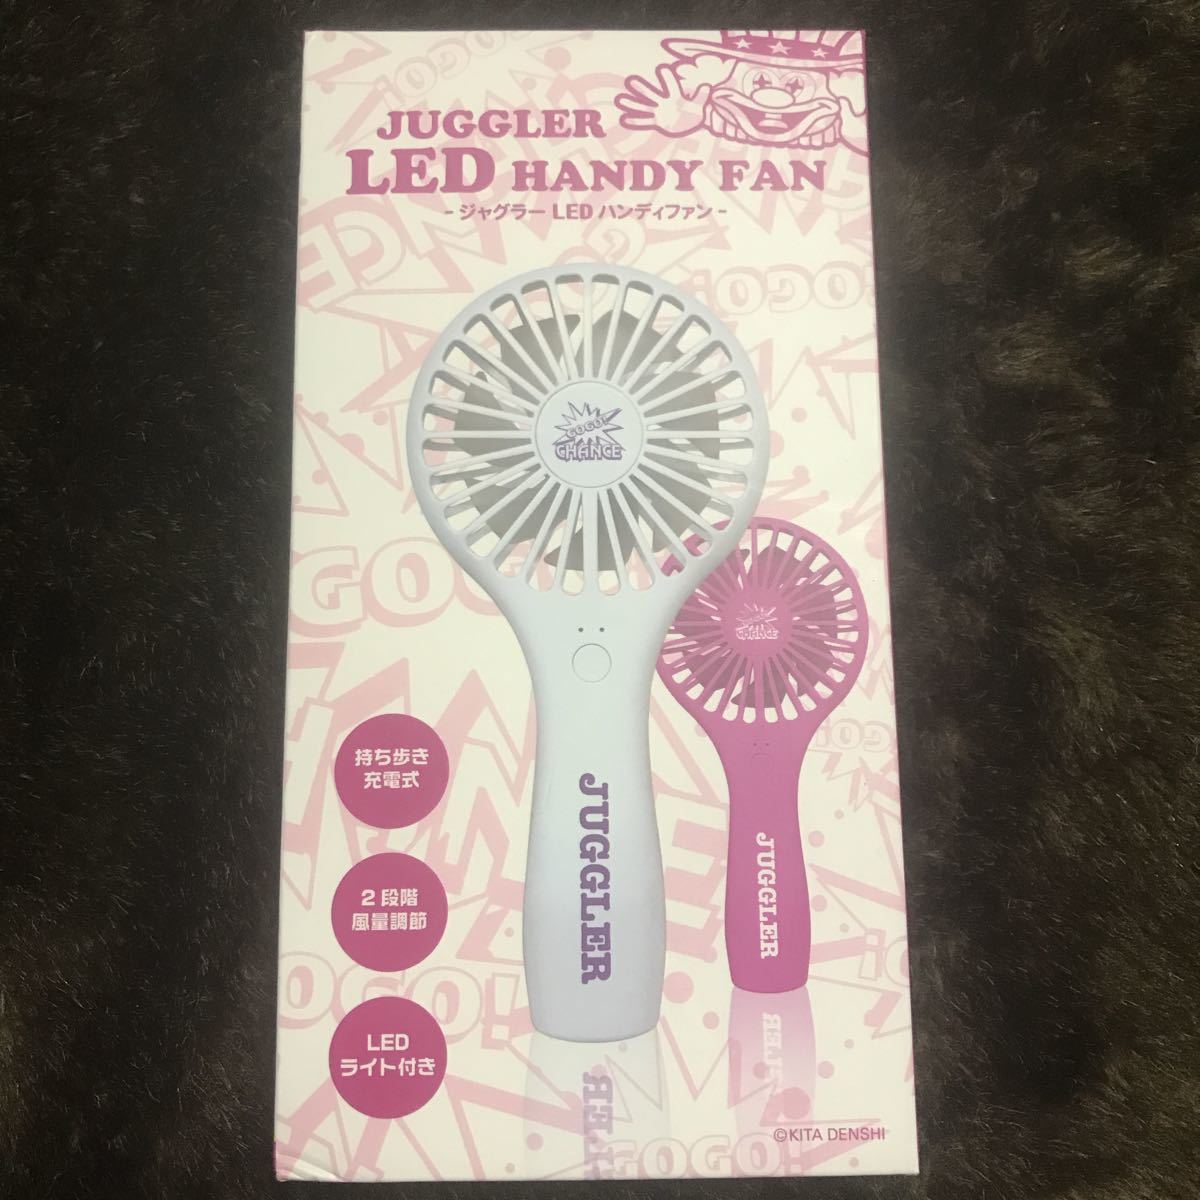 JUGGLER
LED HANDY FAN
- ジャグラー LED ハンディファン -
GOGO!
CHANCE
CHANCE
JUGGLER
JUGGLER
持ち歩き
充電式
2段階
風量調節
LED
ライト付き
©KITA DENSHI